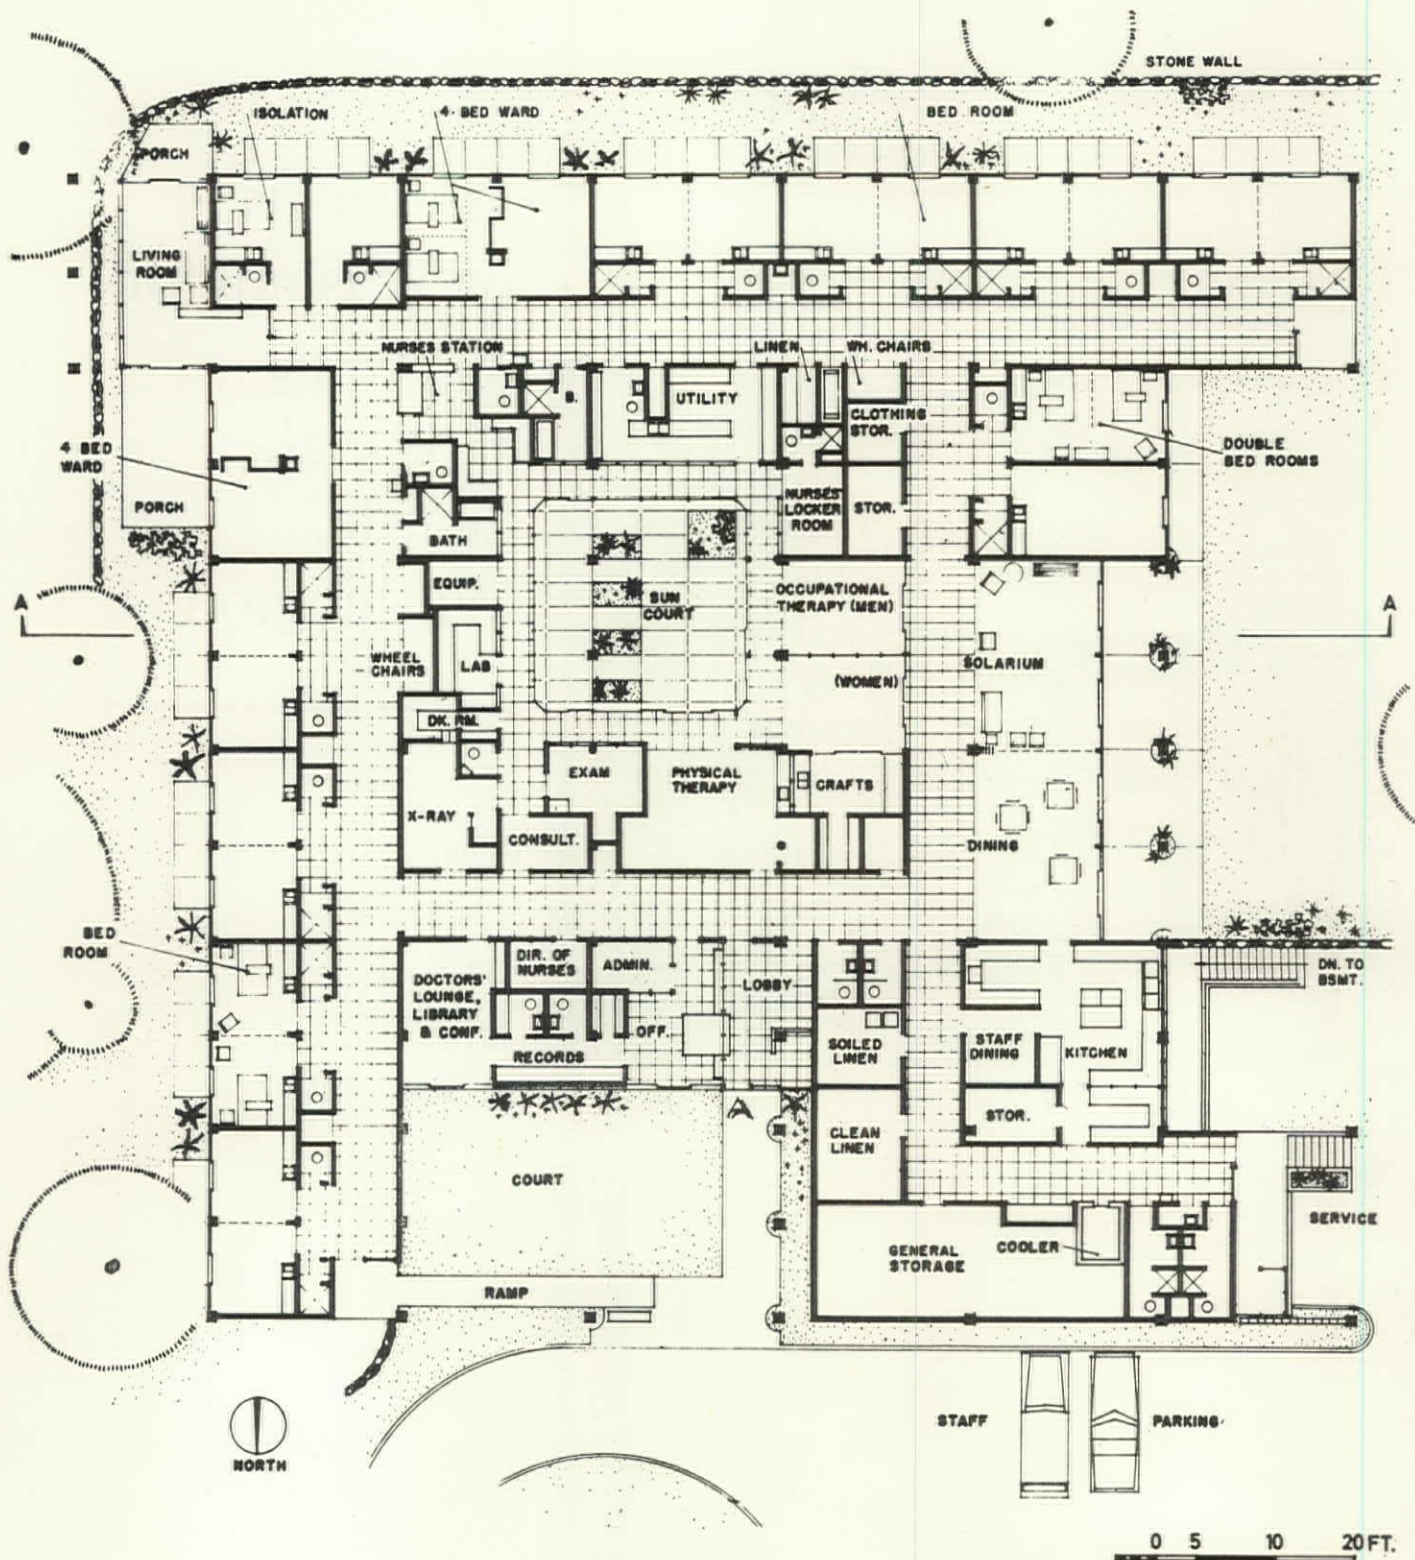 STONE WALL
ISOLATION
4-BED WARD
BED ROOM
PORCH
LIVING
ROOM
NURSES STATION
LINEN
WH. CHAIRS
B.
UTILITY
CLOTHING
STOR.
4 BED
WARD
DOUBLE
BED ROOMS
PORCH
NURSES
LOCKER
ROOM
STOR.
BATH
EQUIP.
SUN
COURT
OCCUPATIONAL
THERAPY (MEN)
A
A
WHEEL
CHAIRS
LAB
(WOMEN)
SOLARIUM
DK. RM.
EXAM
PHYSICAL
THERAPY
CRAFTS
X-RAY
CONSULT.
DINING
BED
ROOM
DOCTORS'
LOUNGE,
LIBRARY
& CONF.
DIR. OF
NURSES
ADMIN.
LOBBY
DN. TO
BSMT.
OFF.
RECORDS
SOILED
LINEN
STAFF
DINING
KITCHEN
STOR.
CLEAN
LINEN
COURT
SERVICE
GENERAL
STORAGE
COOLER
RAMP
NORTH
STAFF
PARKING
0 5 10 20 FT.